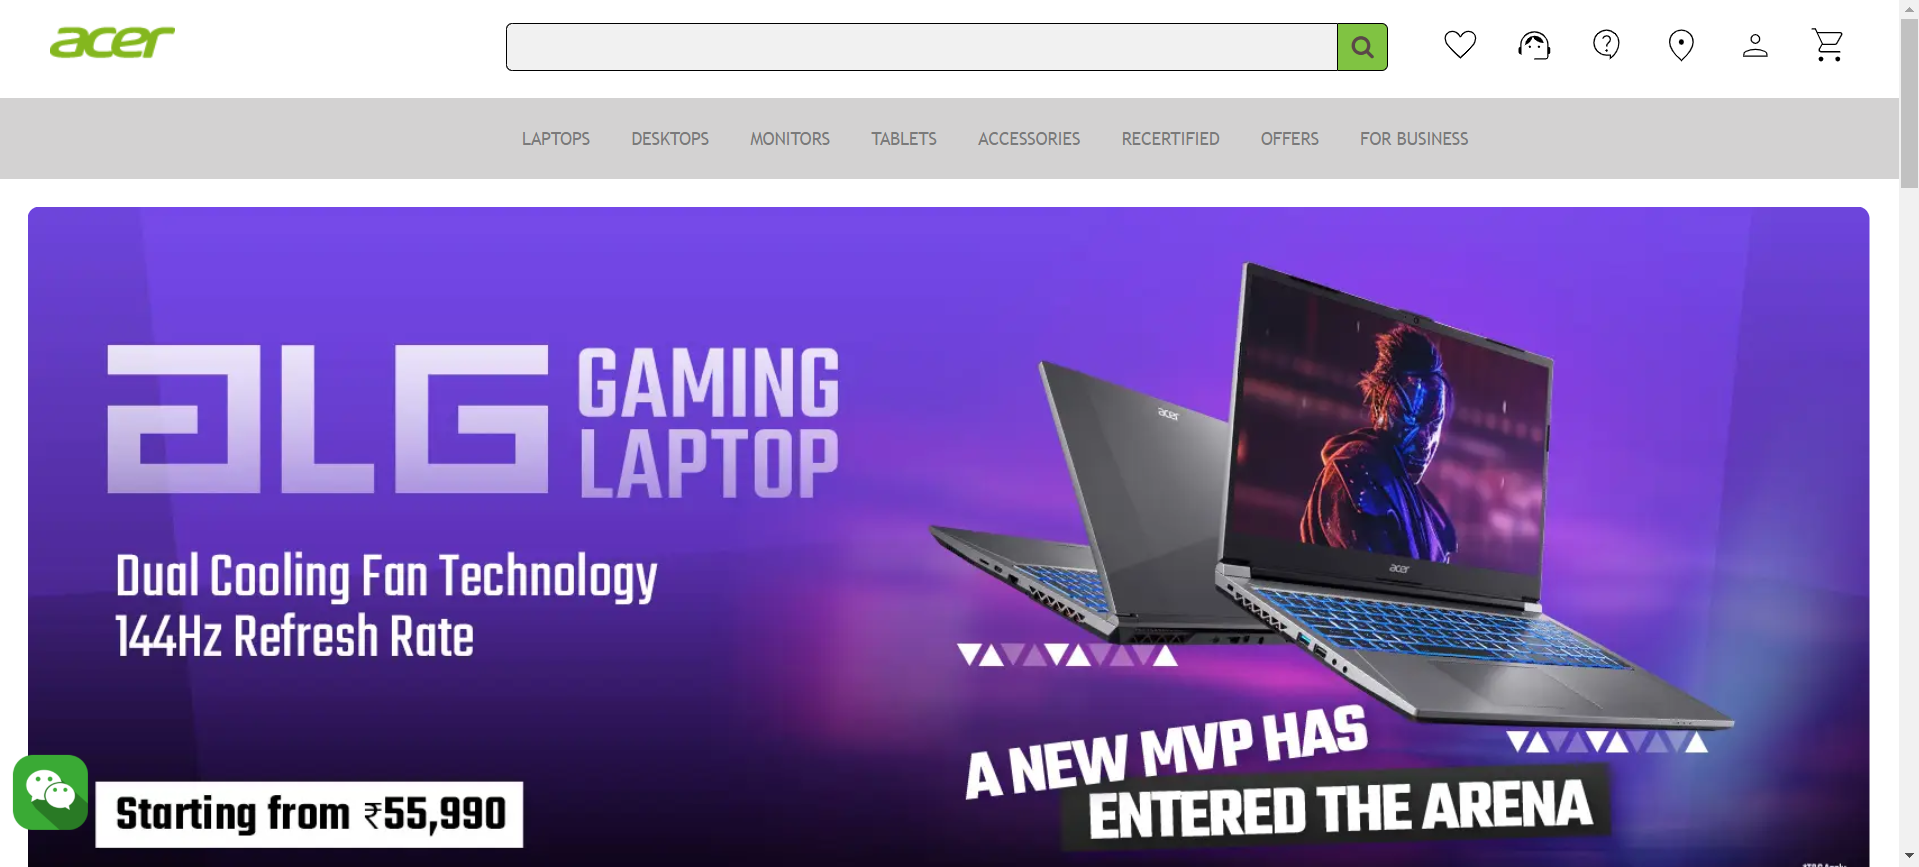 acer
LAPTOPS DESKTOPS MONITORS TABLETS ACCESSORIES RECERTIFIED OFFERS FOR BUSINESS
ALG GAMING
LAPTOP
Dual Cooling Fan Technology
144Hz Refresh Rate
acer
acer
A NEW MVP HAS
ENTERED THE ARENA
Starting from ₹55,990